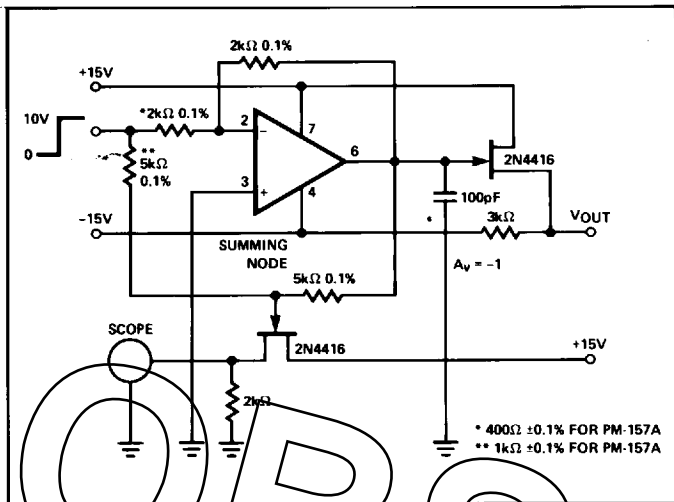 2kΩ 0.1%
+15V
10V
*2kΩ 0.1%
2
−
7
0
**
5kΩ
0.1%
6
2N4416
3
+
4
100pF
*
3kΩ
VOUT
−15V
SUMMING
NODE
AV = −1
5kΩ 0.1%
SCOPE
2N4416
+15V
2kΩ
* 400Ω ±0.1% FOR PM-157A
** 1kΩ ±0.1% FOR PM-157A